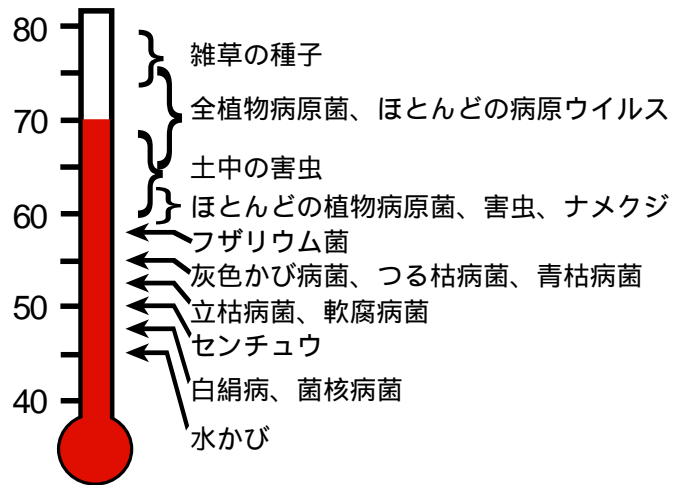 80
雑草の種子
全植物病原菌、ほとんどの病原ウイルス
70
土中の害虫
ほとんどの植物病原菌、害虫、ナメクジ
60
フザリウム菌
灰色かび病菌、つる枯病菌、青枯病菌
50
立枯病菌、軟腐病菌
センチュウ
白絹病、菌核病菌
40
水かび